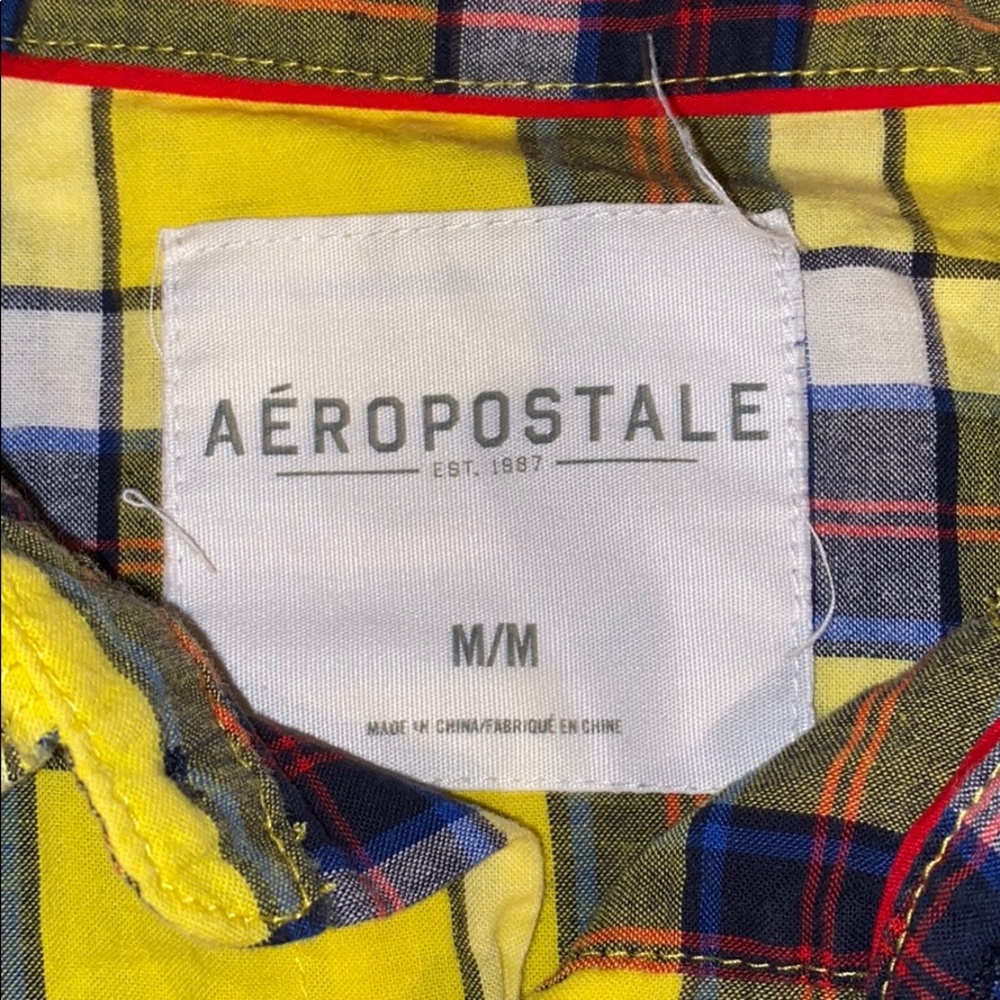 AÉROPOSTALE
EST. 1987
M/M
MADE IN CHINA/FABRIQUÉ EN CHINE